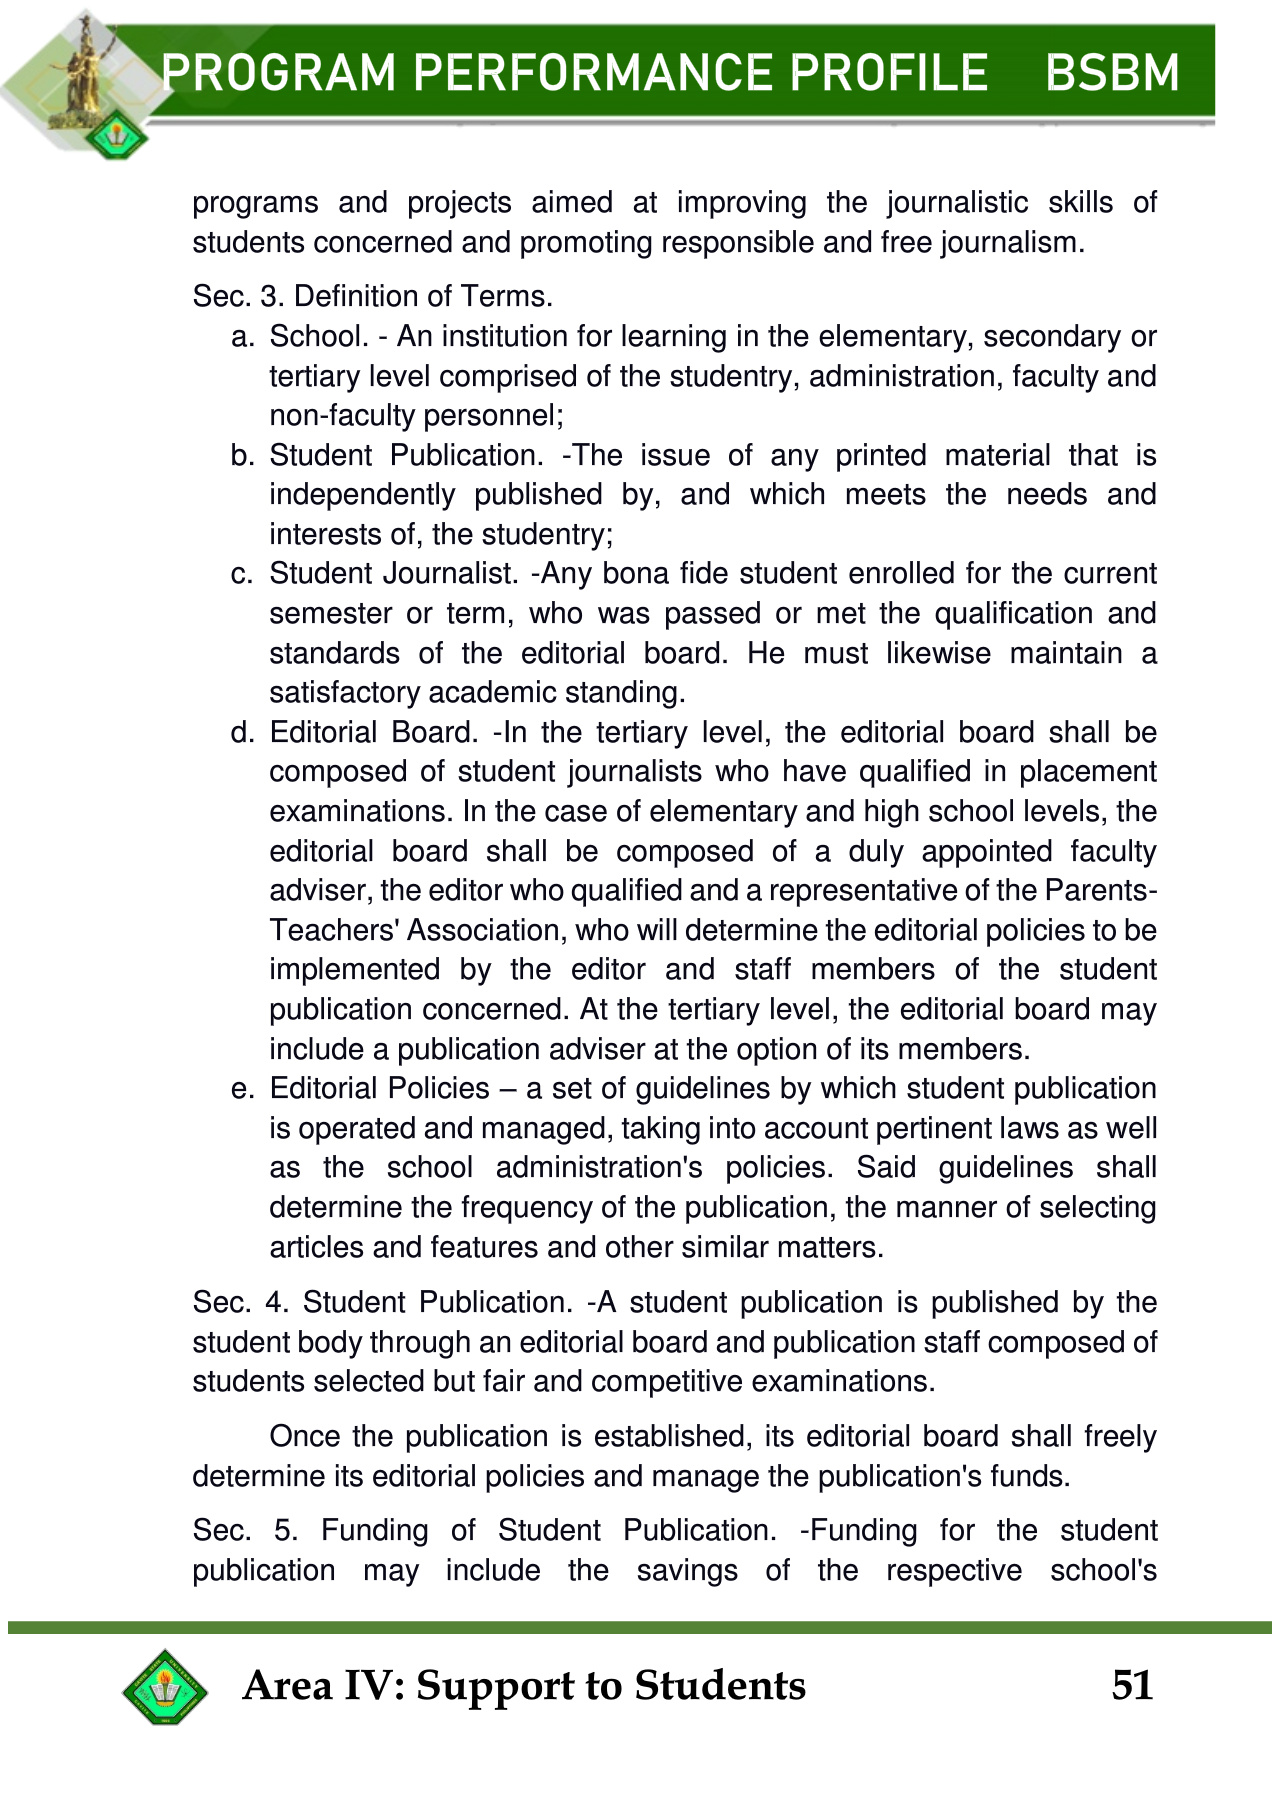 PROGRAM PERFORMANCE PROFILE BSBM
programs and projects aimed at improving the journalistic skills of
students concerned and promoting responsible and free journalism.
Sec. 3. Definition of Terms.
a. School. - An institution for learning in the elementary, secondary or
tertiary level comprised of the studentry, administration, faculty and
non-faculty personnel;
b. Student Publication. -The issue of any printed material that is
independently published by, and which meets the needs and
interests of, the studentry;
c. Student Journalist. -Any bona fide student enrolled for the current
semester or term, who was passed or met the qualification and
standards of the editorial board. He must likewise maintain a
satisfactory academic standing.
d. Editorial Board. -In the tertiary level, the editorial board shall be
composed of student journalists who have qualified in placement
examinations. In the case of elementary and high school levels, the
editorial board shall be composed of a duly appointed faculty
adviser, the editor who qualified and a representative of the Parents-
Teachers' Association, who will determine the editorial policies to be
implemented by the editor and staff members of the student
publication concerned. At the tertiary level, the editorial board may
include a publication adviser at the option of its members.
e. Editorial Policies – a set of guidelines by which student publication
is operated and managed, taking into account pertinent laws as well
as the school administration's policies. Said guidelines shall
determine the frequency of the publication, the manner of selecting
articles and features and other similar matters.
Sec. 4. Student Publication. -A student publication is published by the
student body through an editorial board and publication staff composed of
students selected but fair and competitive examinations.
Once the publication is established, its editorial board shall freely
determine its editorial policies and manage the publication's funds.
Sec. 5. Funding of Student Publication. -Funding for the student
publication may include the savings of the respective school's
Area IV: Support to Students 51